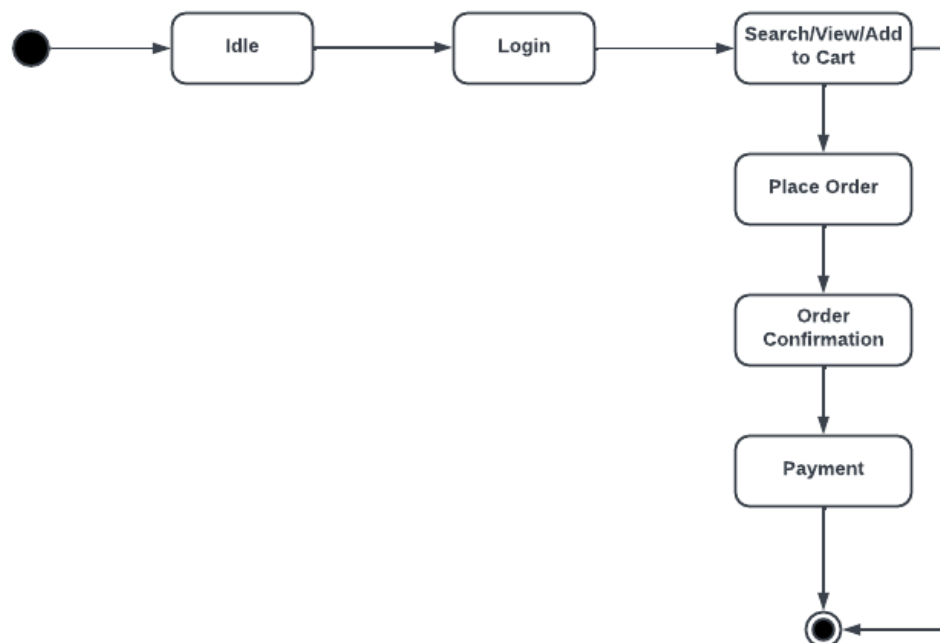 Idle
Login
Search/View/Add
to Cart
Place Order
Order
Confirmation
Payment